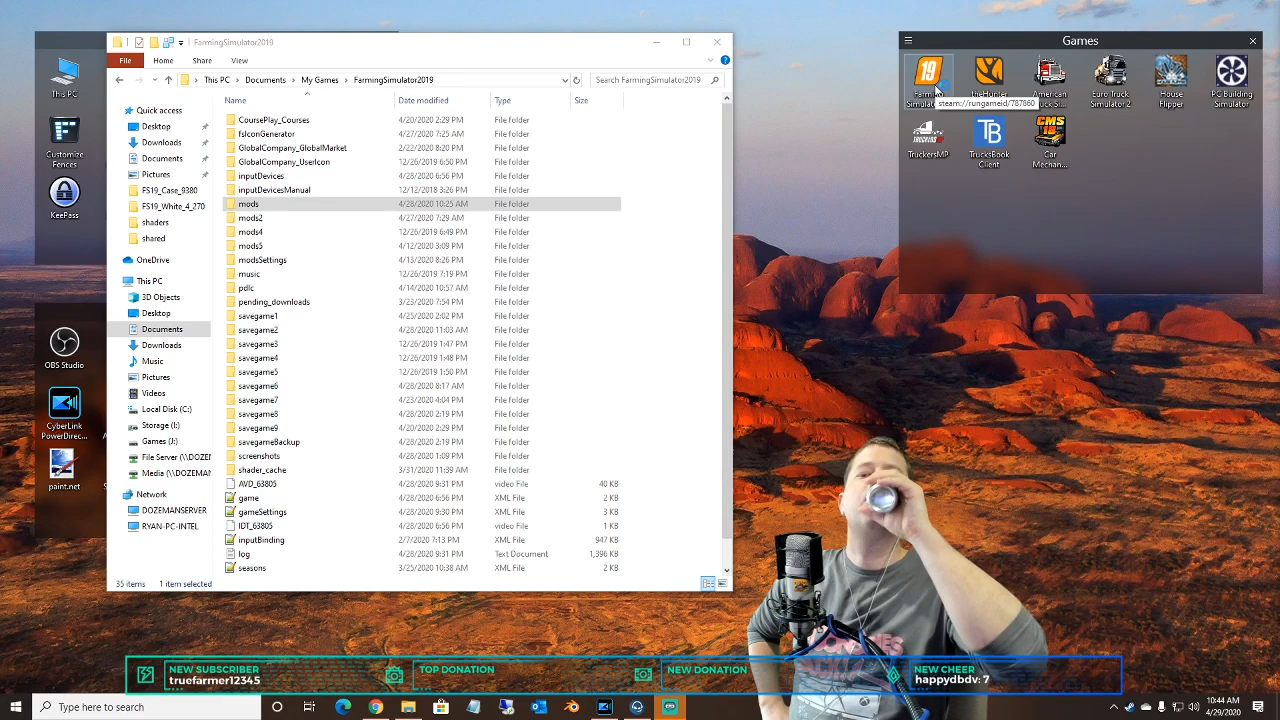 FarmingSimulator2019
File
Home
Share
View
This PC
Documents
My Games
FarmingSimulator2019
Search FarmingSimulator2019
Name
Date modified
Type
Size
Quick access
Desktop
Downloads
Documents
Pictures
FS19_Case_9380
FS19_White_4_270
shaders
shared
OneDrive
This PC
3D Objects
Desktop
Documents
Downloads
Music
Pictures
Videos
Local Disk (C:)
Storage (I:)
Games (J:)
File Server (\\DOZEM
Media (\\DOZEMAN
Network
DOZEMANSERVER
RYAN-PC-INTEL
CoursePlay_Courses 4/20/2020 2:29 PM File folder
fsIconGenerator 4/27/2020 7:25 AM File folder
GlobalCompany_GlobalMarket 2/22/2020 8:20 PM File folder
GlobalCompany_UserIcon 12/26/2019 6:50 PM File folder
inputDevices 4/28/2020 6:56 PM File folder
inputDevicesManual 12/12/2018 3:26 PM File folder
mods 4/28/2020 10:25 AM File folder
mods2 4/27/2020 7:29 AM File folder
mods4 12/26/2019 6:49 PM File folder
mods5 4/12/2020 3:09 PM File folder
modsSettings 4/13/2020 8:26 PM File folder
music 12/26/2019 7:19 PM File folder
pdlc 4/14/2020 10:57 AM File folder
pending_downloads 3/23/2020 7:54 PM File folder
savegame1 4/25/2020 2:02 PM File folder
savegame2 4/28/2020 11:03 AM File folder
savegame3 12/26/2019 1:47 PM File folder
savegame4 12/26/2019 1:48 PM File folder
savegame5 12/26/2019 1:50 PM File folder
savegame6 4/28/2020 8:17 AM File folder
savegame7 4/23/2020 4:04 PM File folder
savegame8 4/28/2020 2:19 PM File folder
savegame9 4/20/2020 2:29 PM File folder
savegameBackup 4/28/2020 2:19 PM File folder
screenshots 4/28/2020 1:09 PM File folder
shader_cache 3/31/2020 11:39 AM File folder
AVD_63805 4/28/2020 9:31 PM video File 40 KB
game 4/28/2020 6:56 PM XML File 2 KB
gameSettings 4/28/2020 9:30 PM XML File 3 KB
IDT_63805 4/28/2020 6:56 PM video File 1 KB
inputBinding 2/7/2020 7:13 PM XML File 947 KB
log 4/28/2020 9:31 PM Text Document 1,396 KB
seasons 3/25/2020 10:38 AM XML File 2 KB
35 items 1 item selected
This PC
Customize
Fences
KeePass
OBS Studio
CyberLink
PowerDirec...
paint.net
Games
19
Farming
Simulator
theHunter
American
Truck Si...
Euro Truck
Simulator 2
House
Flipper
PC Building
Simulator
steam://rungameid/787860
TruckersMP
TB
TrucksBook
Client
CMS
18
Car
Mechan...
NEW SUBSCRIBER
truefarmer12345
TOP DONATION
NEW DONATION
NEW CHEER
happydbdv: 7
Type here to search
10:44 AM
4/29/2020